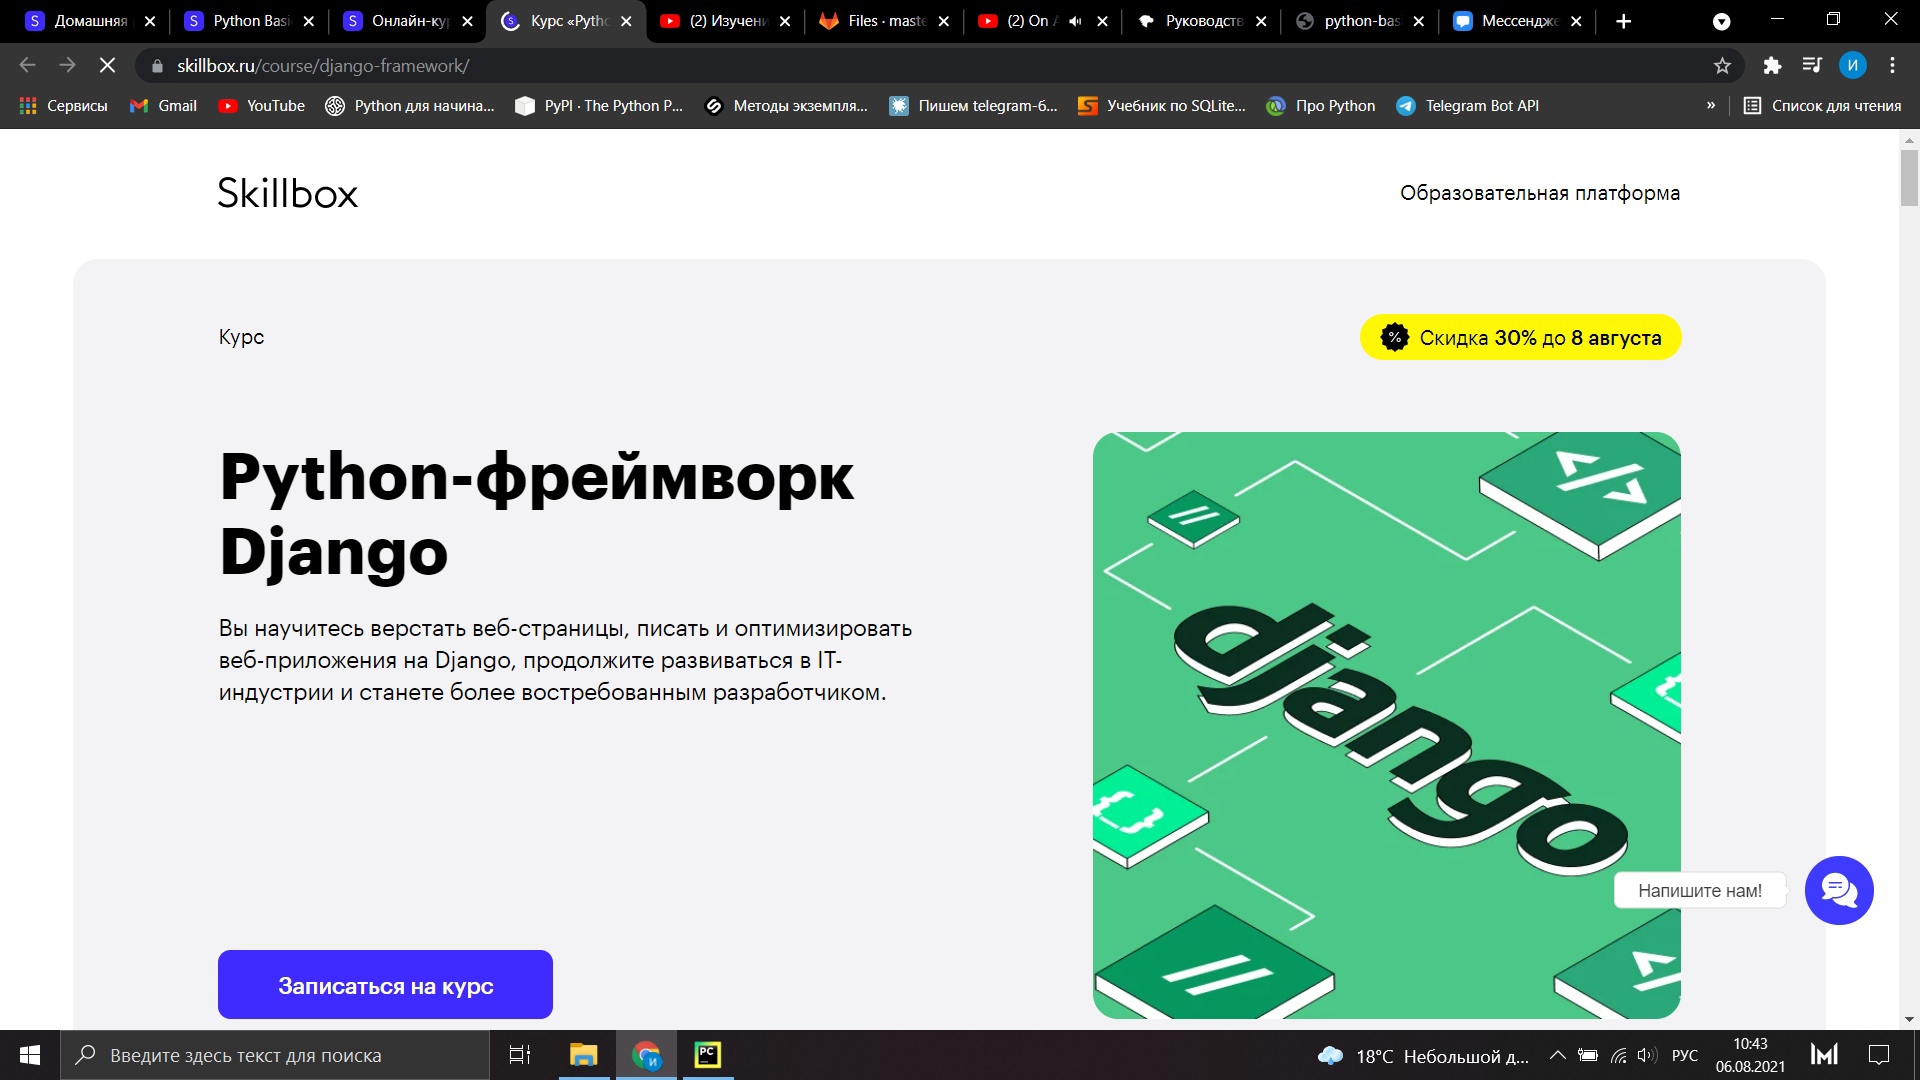 Домашняя
Python Basi
Онлайн-кур
Курс «Pytho
(2) Изучени
Files · maste
(2) On A
Руководств
python-bas
Мессендже
skillbox.ru/course/django-framework/
И
Сервисы
Gmail
YouTube
Python для начина...
PyPI · The Python P...
Методы экземпля...
Пишем telegram-б...
Учебник по SQLite...
Про Python
Telegram Bot API
»
Список для чтения
Skillbox
Образовательная платформа
Курс
% Скидка 30% до 8 августа
Python-фреймворк
Django
Вы научитесь верстать веб-страницы, писать и оптимизировать
веб-приложения на Django, продолжите развиваться в IT-
индустрии и станете более востребованным разработчиком.
</>
//
django
{}
//
Напишите нам!
Записаться на курс
Введите здесь текст для поиска
PC
18°C Небольшой д...
РУС
10:43
06.08.2021